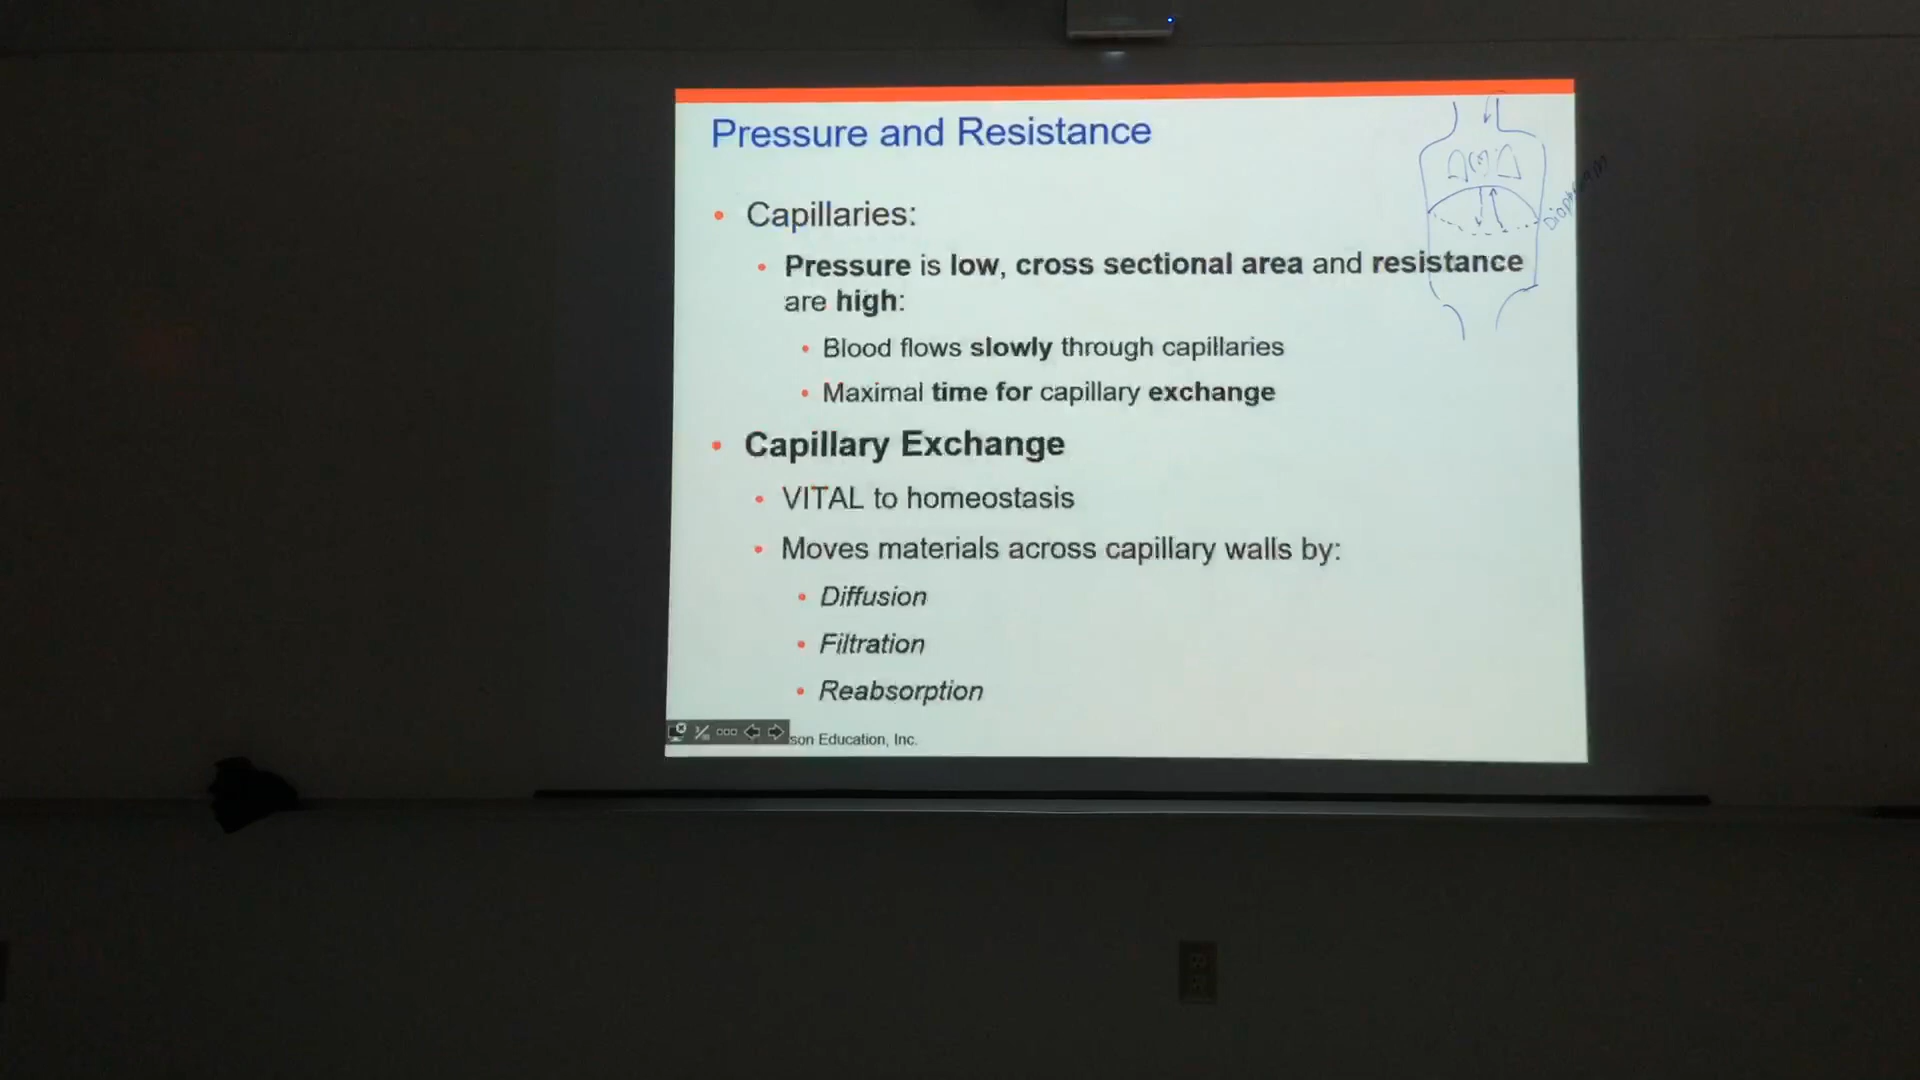 Pressure and Resistance
• Capillaries:
• Pressure is low, cross sectional area and resistance
are high:
• Blood flows slowly through capillaries
• Maximal time for capillary exchange
• Capillary Exchange
• VITAL to homeostasis
• Moves materials across capillary walls by:
• Diffusion
• Filtration
• Reabsorption
son Education, Inc.